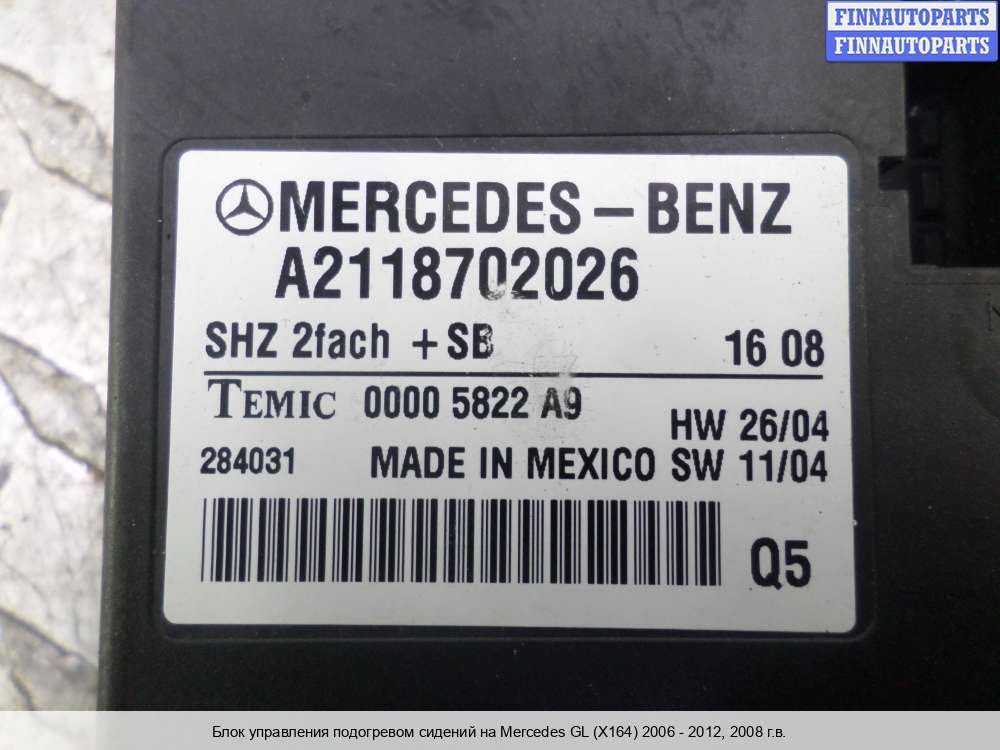 FINNAUTOPARTS
FINNAUTOPARTS
MERCEDES-BENZ
A2118702026
SHZ 2fach + SB
16 08
TEMIC 0000 5822 A9
HW 26/04
284031 MADE IN MEXICO SW 11/04
Q5
Блок управления подогревом сидений на Mercedes GL (X164) 2006 - 2012, 2008 г.в.